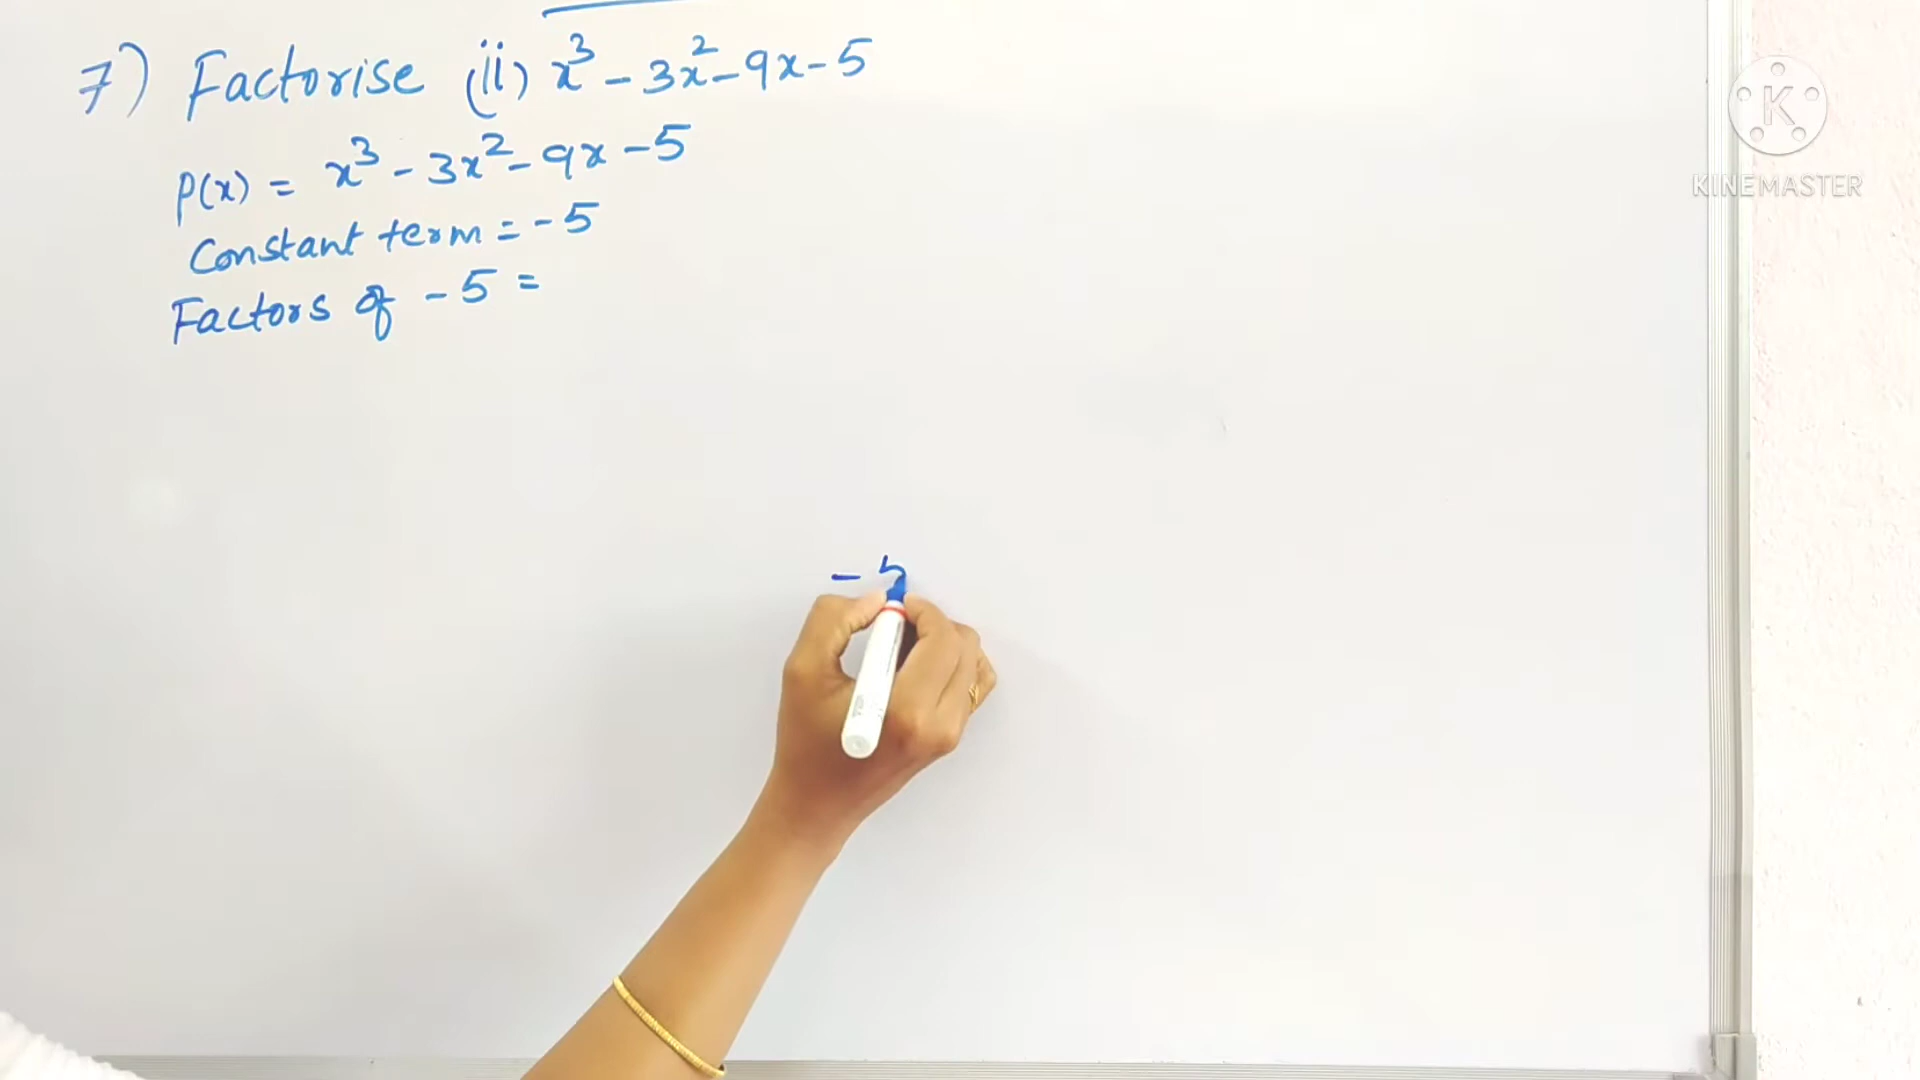 7) Factorise (ii) x³ - 3x² - 9x - 5
P(x) = x³ - 3x² - 9x - 5
Constant term = -5
Factors of -5 =
- 5
K
KINEMASTER